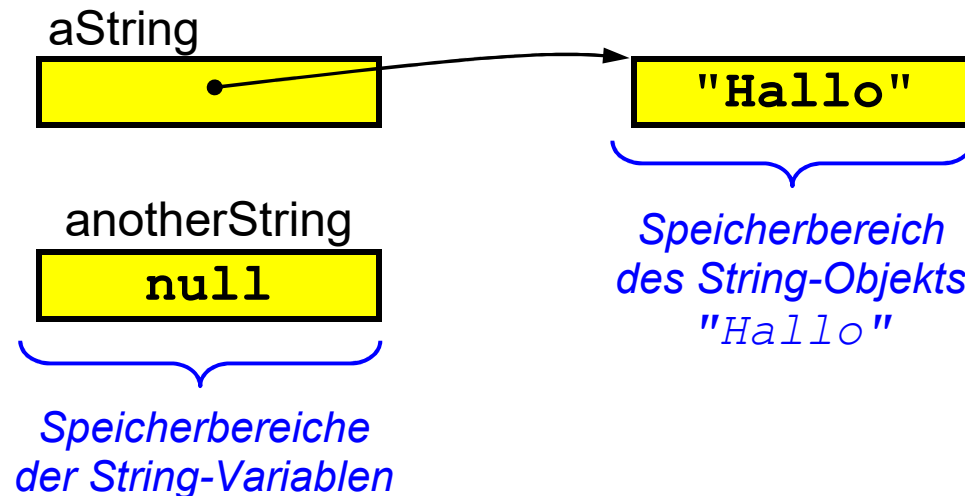 aString
"Hallo"
anotherString
null
Speicherbereich
des String-Objekts
"Hallo"
Speicherbereiche
der String-Variablen